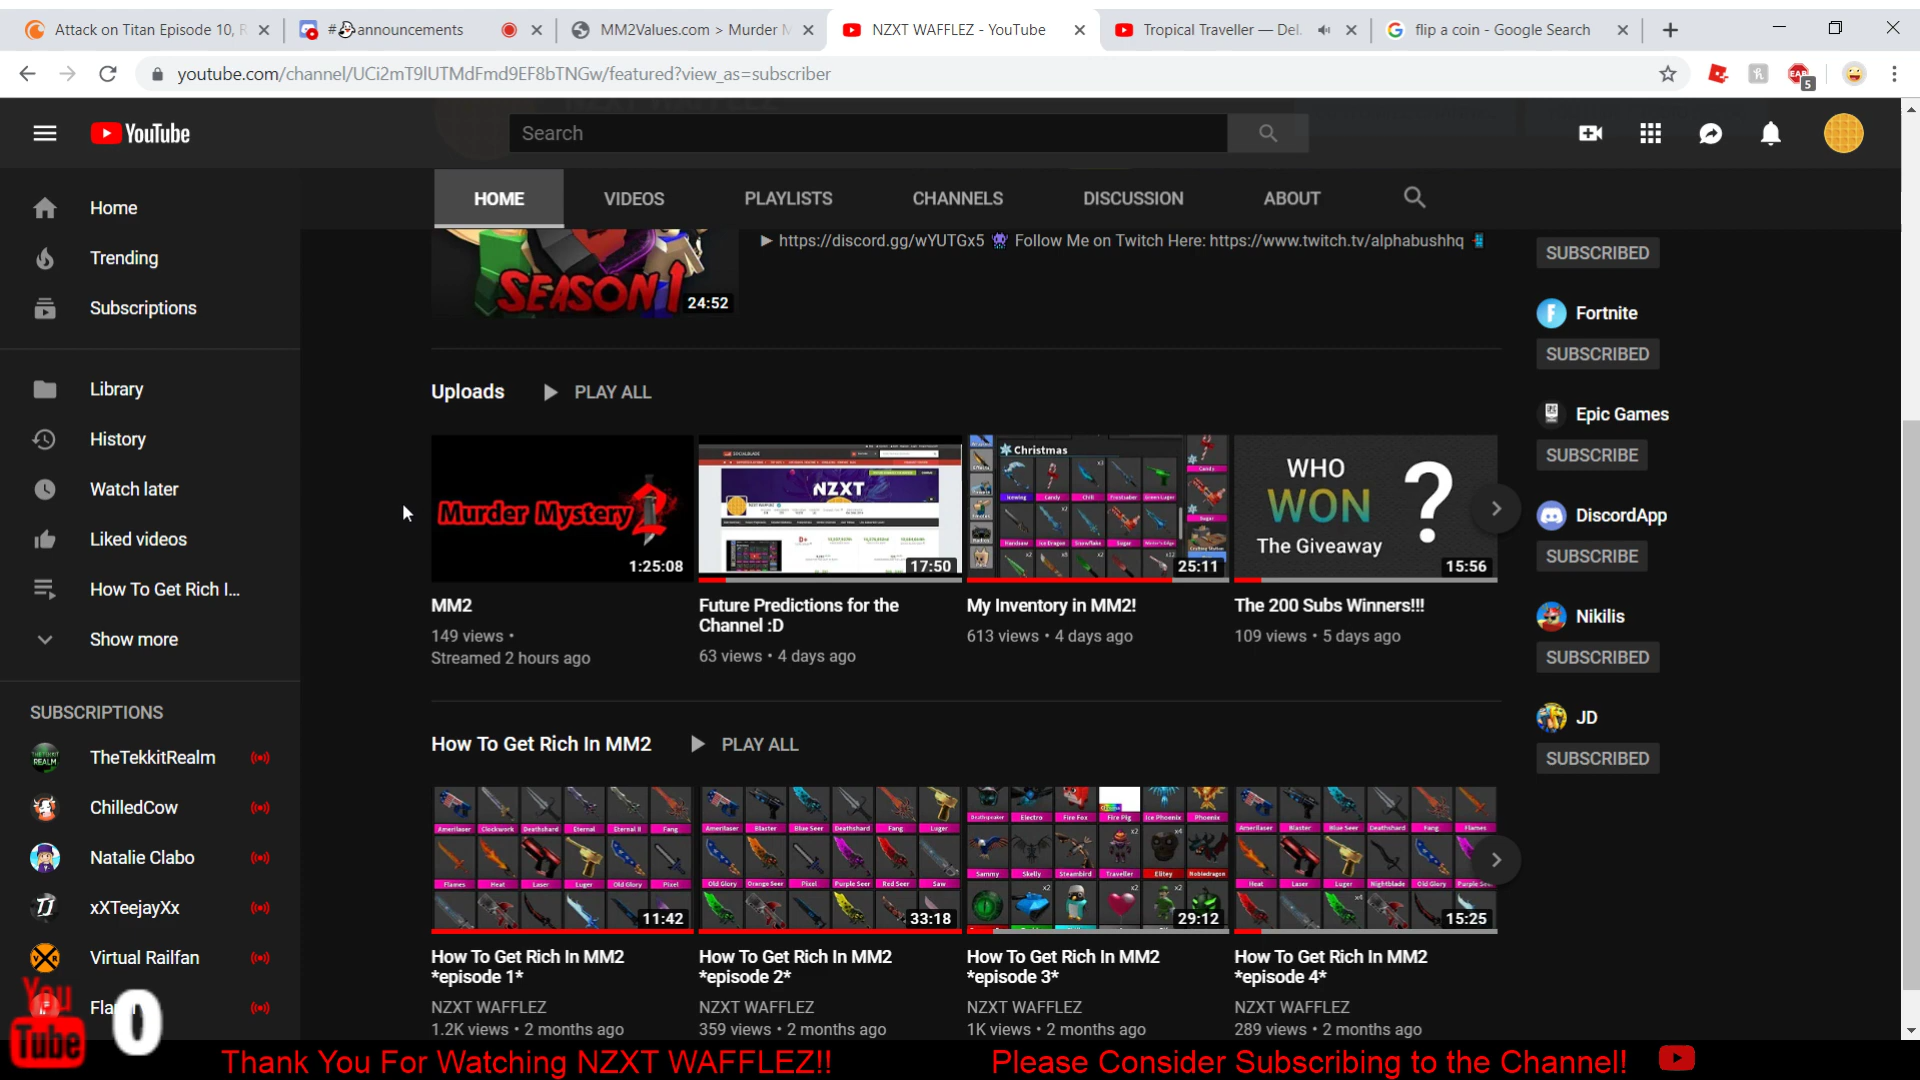 Attack on Titan Episode 10, R
#announcements
MM2Values.com > Murder M
NZXT WAFFLEZ - YouTube
Tropical Traveller — Del.
flip a coin - Google Search
youtube.com/channel/UCi2mT9lUTMdFmd9EF8bTNGw/featured?view_as=subscriber
5
YouTube
Search
HOME
VIDEOS
PLAYLISTS
CHANNELS
DISCUSSION
ABOUT
Home
Trending
Subscriptions
Library
History
Watch later
Liked videos
How To Get Rich I...
Show more
SUBSCRIPTIONS
TheTekkitRealm
ChilledCow
Natalie Clabo
xXTeejayXx
Virtual Railfan
SEASON 1
24:52
▶ https://discord.gg/wYUTGx5 👾 Follow Me on Twitch Here: https://www.twitch.tv/alphabushhq
Uploads
PLAY ALL
Murder Mystery 2
1:25:08
NZXT
17:50
Christmas
25:11
WHO
WON
The Giveaway
?
15:56
MM2
149 views •
Streamed 2 hours ago
Future Predictions for the
Channel :D
63 views • 4 days ago
My Inventory in MM2!
613 views • 4 days ago
The 200 Subs Winners!!!
109 views • 5 days ago
How To Get Rich In MM2
PLAY ALL
11:42
33:18
29:12
15:25
How To Get Rich In MM2
*episode 1*
NZXT WAFFLEZ
1.2K views • 2 months ago
How To Get Rich In MM2
*episode 2*
NZXT WAFFLEZ
359 views • 2 months ago
How To Get Rich In MM2
*episode 3*
NZXT WAFFLEZ
1K views • 2 months ago
How To Get Rich In MM2
*episode 4*
NZXT WAFFLEZ
289 views • 2 months ago
SUBSCRIBED
Fortnite
SUBSCRIBED
Epic Games
SUBSCRIBE
DiscordApp
SUBSCRIBE
Nikilis
SUBSCRIBED
JD
SUBSCRIBED
You
Tube
0
Thank You For Watching NZXT WAFFLEZ!!
Please Consider Subscribing to the Channel!